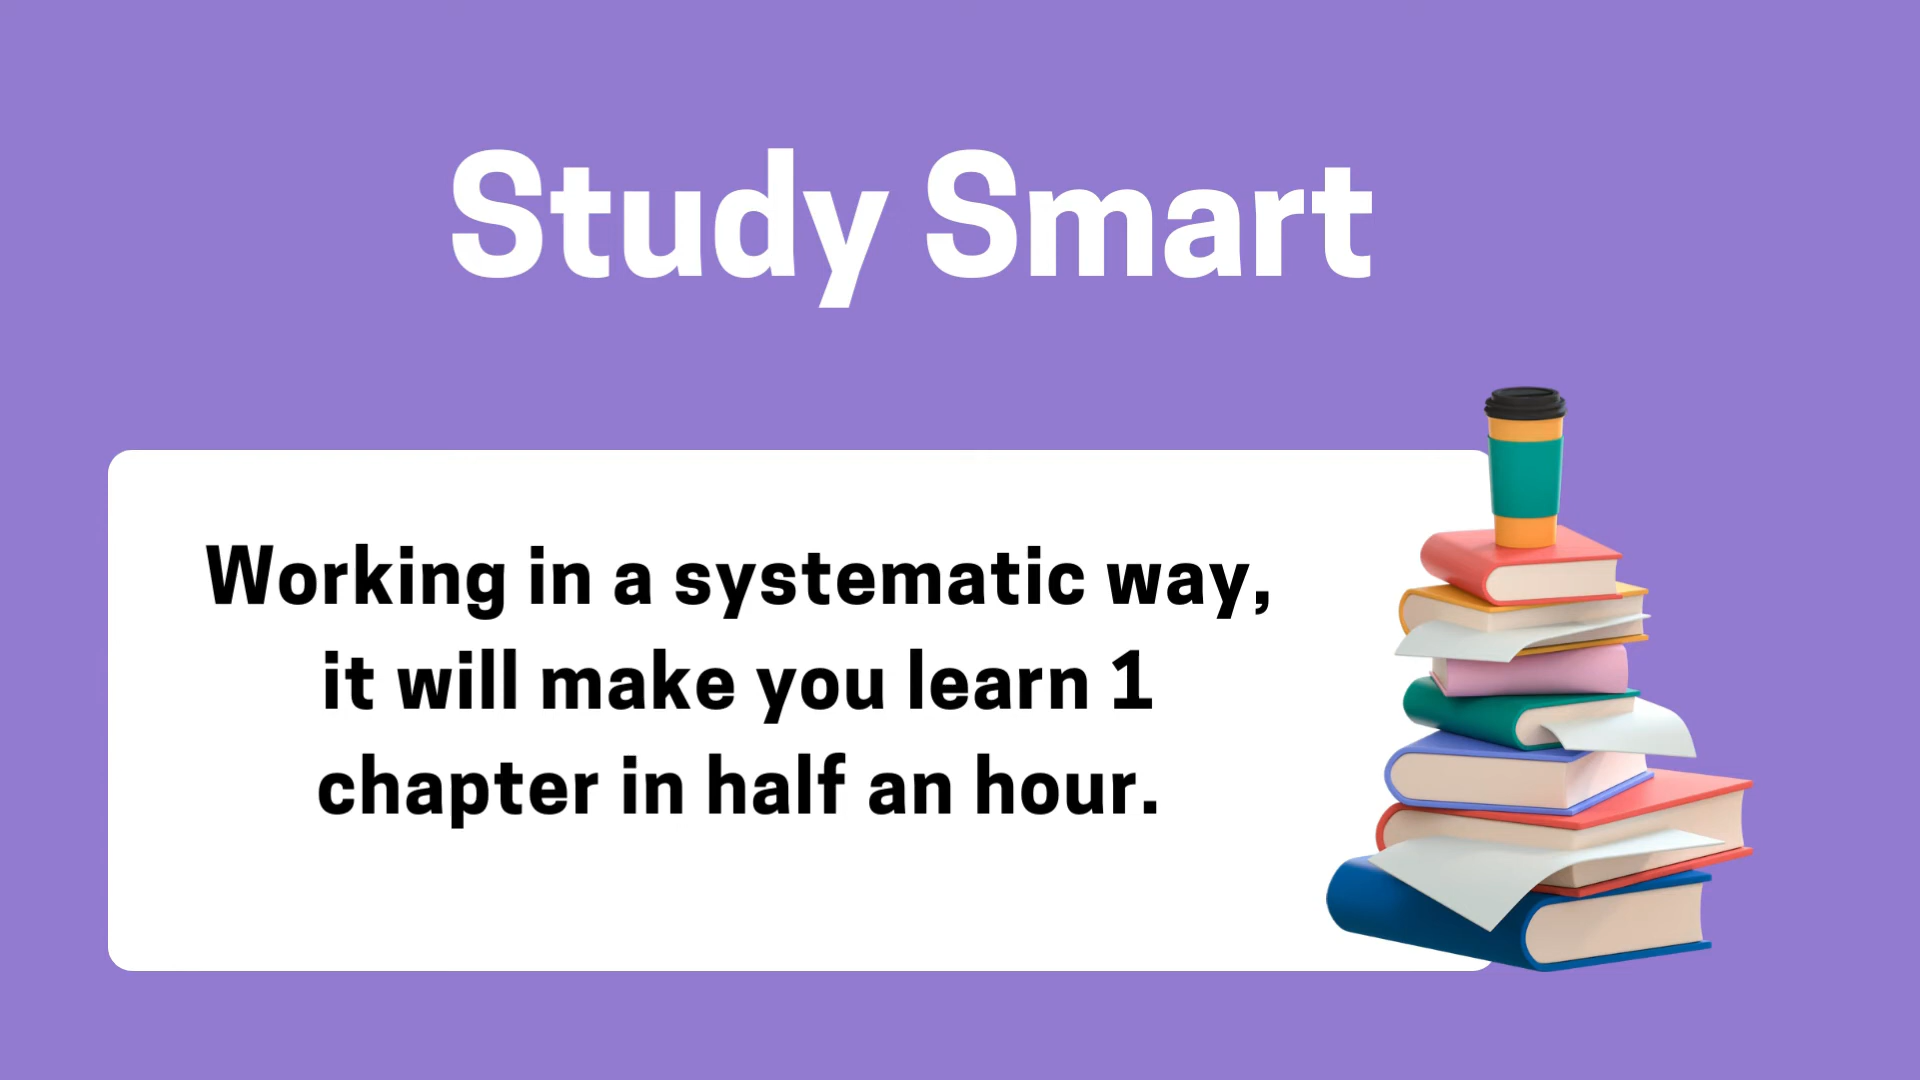 Study Smart
Working in a systematic way,
it will make you learn 1
chapter in half an hour.